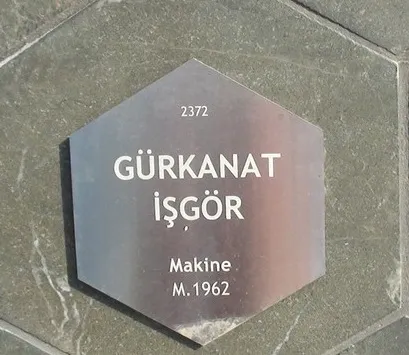 2372
GÜRKANAT
İŞGÖR
Makine
M.1962